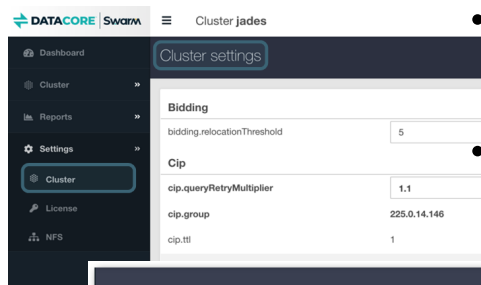 DATACORE Swarm
Cluster jades
Dashboard
Cluster settings
Cluster
Reports
Settings
Cluster
License
NFS
Bidding
bidding.relocationThreshold 5
Cip
cip.queryRetryMultiplier 1.1
cip.group 225.0.14.146
cip.ttl 1